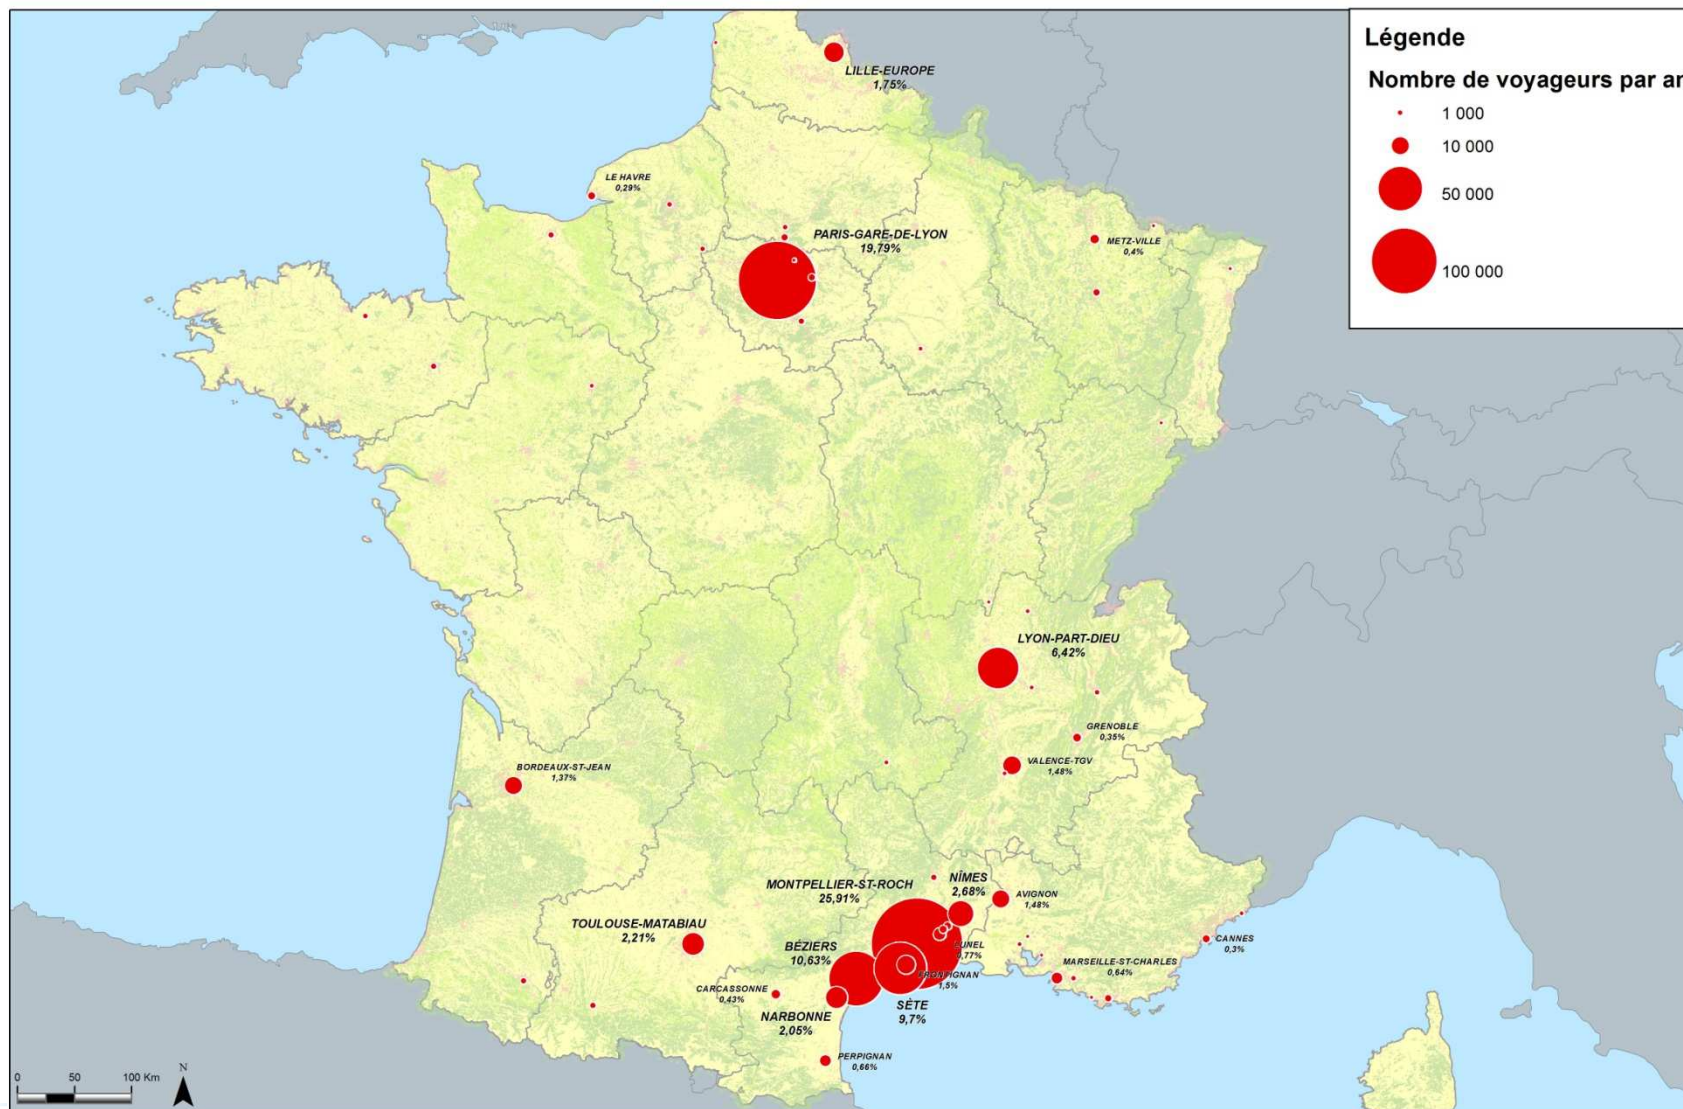 Légende
Nombre de voyageurs par an
1 000
10 000
50 000
100 000
LILLE-EUROPE
1,75%
LE HAVRE
0,29%
PARIS-GARE-DE-LYON
19,79%
METZ-VILLE
0,4%
LYON-PART-DIEU
6,42%
GRENOBLE
0,35%
VALENCE-TGV
1,48%
BORDEAUX-ST-JEAN
1,37%
MONTPELLIER-ST-ROCH
25,91%
NÎMES
2,68%
AVIGNON
1,48%
TOULOUSE-MATABIAU
2,21%
BÉZIERS
10,63%
LUNEL
0,77%
CANNES
0,3%
MARSEILLE-ST-CHARLES
0,64%
CARCASSONNE
0,43%
FRONTIGNAN
1,5%
NARBONNE
2,05%
SÈTE
9,7%
PERPIGNAN
0,66%
0 50 100 Km
N